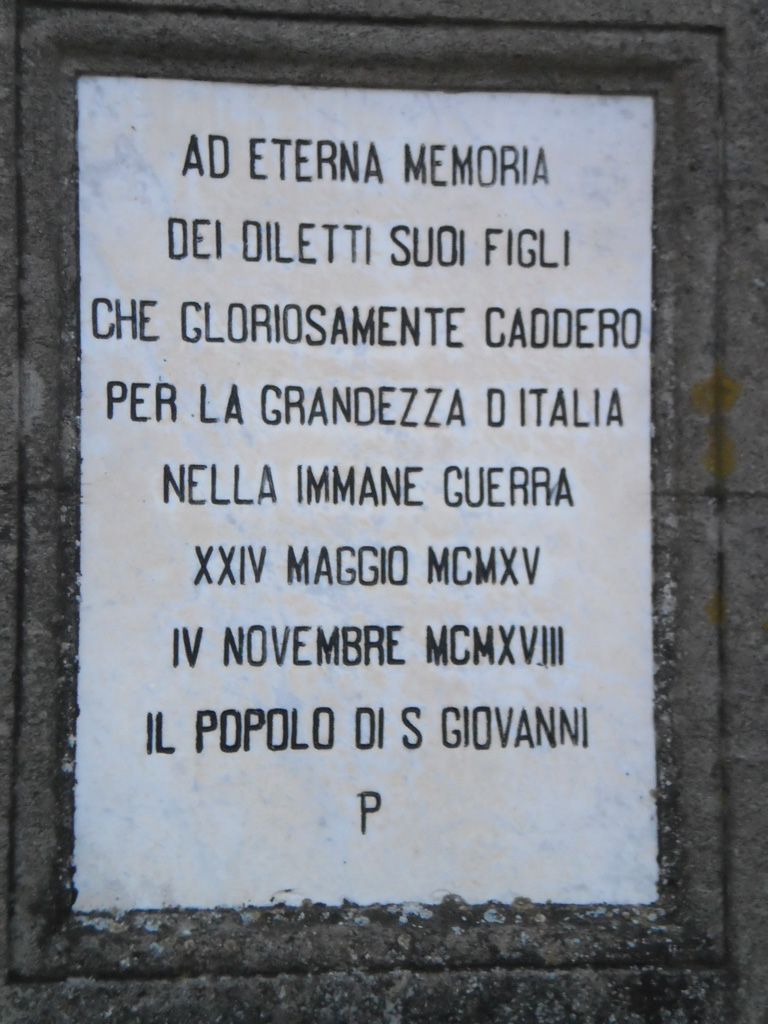 AD ETERNA MEMORIA
DEI DILETTI SUOI FIGLI
CHE GLORIOSAMENTE CADDERO
PER LA GRANDEZZA D ITALIA
NELLA IMMANE GUERRA
XXIV MAGGIO MCMXV
IV NOVEMBRE MCMXVIII
IL POPOLO DI S GIOVANNI
P